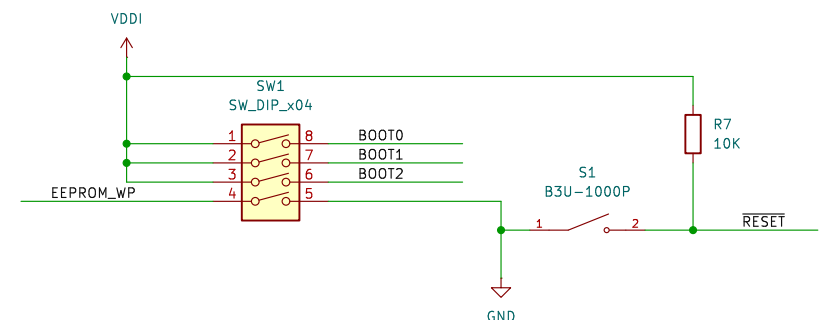 VDDI
SW1
SW_DIP_x04
1 8 BOOT0
2 7 BOOT1
3 6 BOOT2
EEPROM_WP 4 5
R7
10K
S1
B3U-1000P
1 2
RESET
GND